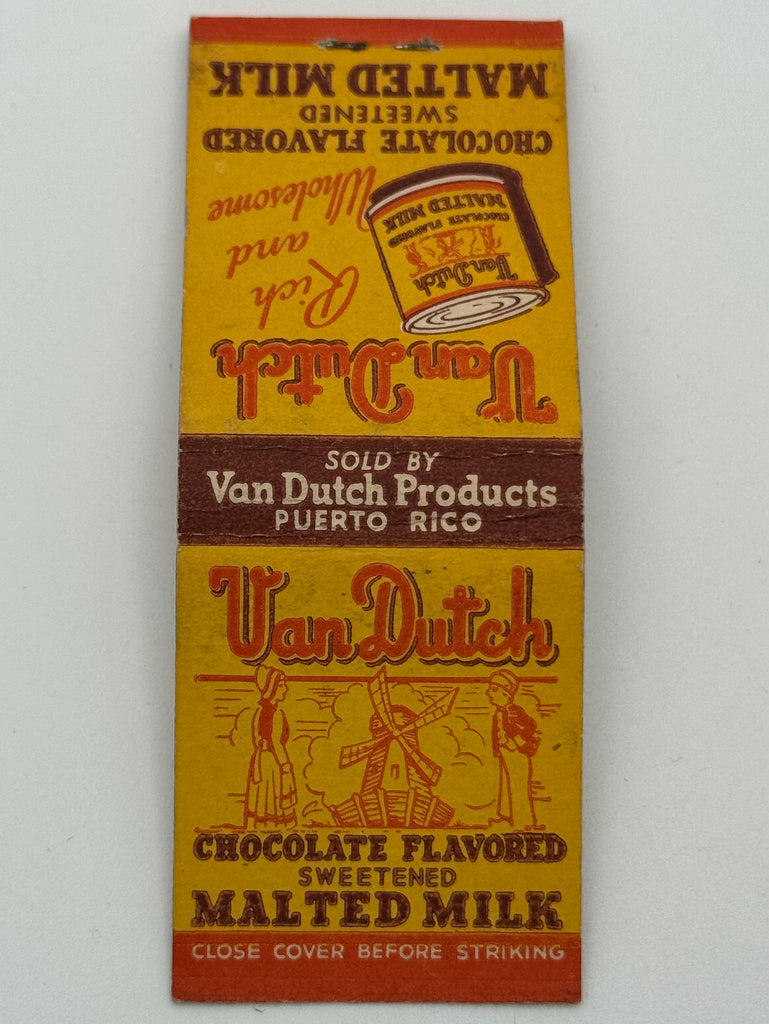 MALTED MILK
SWEETENED
CHOCOLATE FLAVORED
Rich
and
Wholesome
Van Dutch
CHOCOLATE FLAVORED
MALTED MILK
Van Dutch
SOLD BY
Van Dutch Products
PUERTO RICO
Van Dutch
CHOCOLATE FLAVORED
SWEETENED
MALTED MILK
CLOSE COVER BEFORE STRIKING